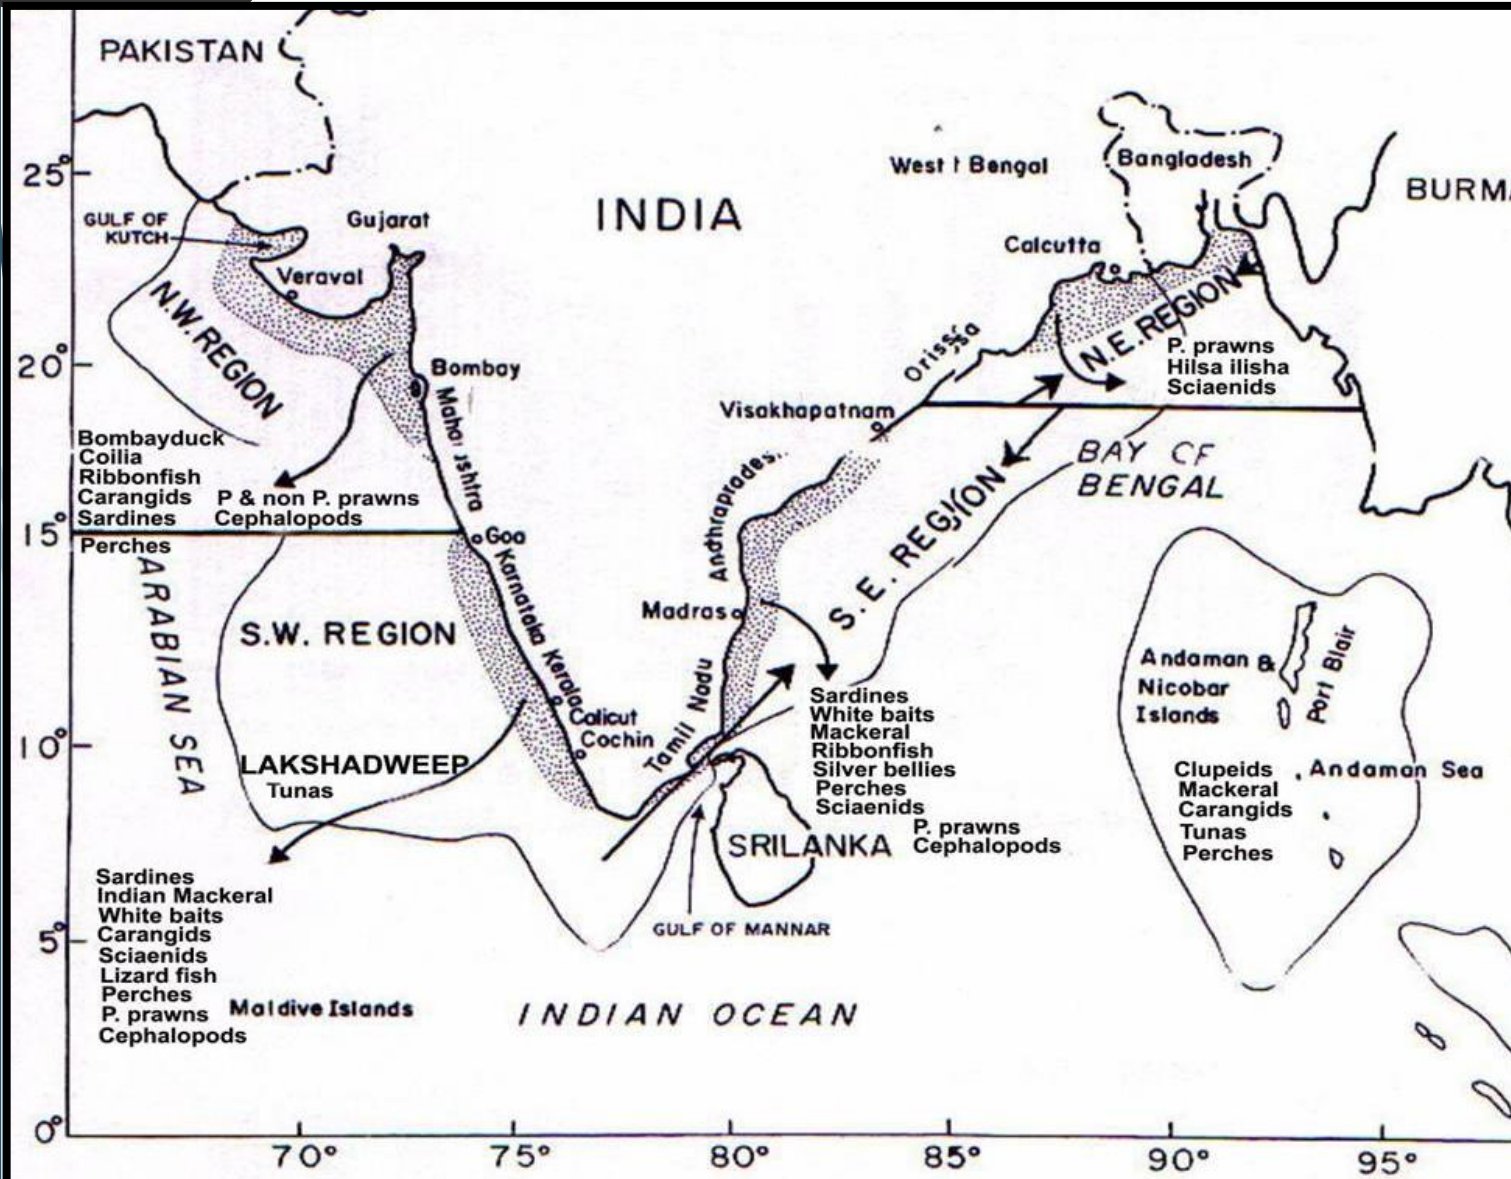 PAKISTAN
25°
West Bengal
Bangladesh
BURMA
GULF OF
KUTCH
Gujarat
INDIA
Calcutta
Veraval
N.W. REGION
N.E. REGION
20°
Bombay
Orissa
P. prawns
Hilsa ilisha
Sciaenids
Visakhapatnam
Bombayduck
Coilia
Ribbonfish
Carangids
Sardines
P & non P. prawns
Cephalopods
BAY OF
BENGAL
15°
Perches
Goa
Karnataka
Kerala
Andhrapradesh
S.E. REGION
ARABIAN SEA
S.W. REGION
Madras
Tamil Nadu
Calicut
Cochin
Andaman &
Nicobar
Islands
Port Blair
10°
LAKSHADWEEP
Tunas
Sardines
White baits
Mackeral
Ribbonfish
Silver bellies
Perches
Sciaenids
P. prawns
Cephalopods
SRILANKA
Clupeids
Mackeral
Carangids
Tunas
Perches
Andaman Sea
Sardines
Indian Mackeral
White baits
Carangids
Sciaenids
Lizard fish
Perches
P. prawns
Cephalopods
5°
GULF OF MANNAR
Maldive Islands
INDIAN OCEAN
0°
70°
75°
80°
85°
90°
95°